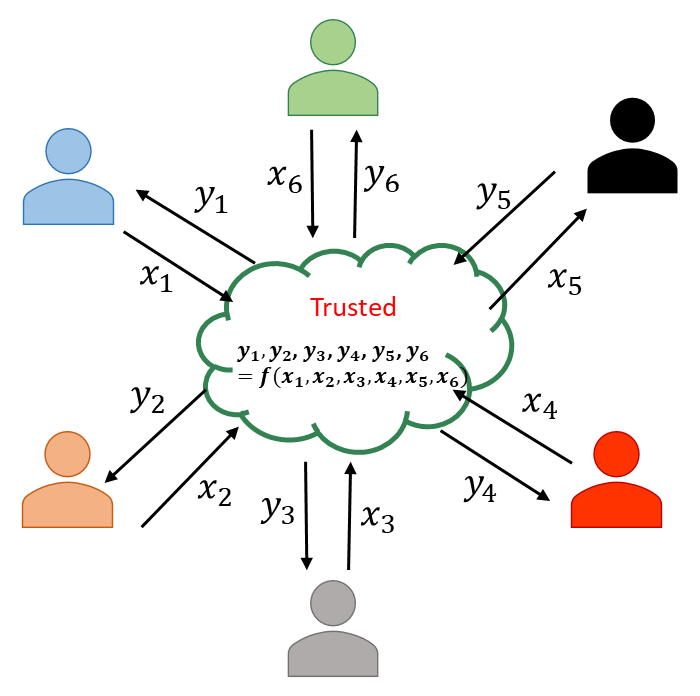 x₆
y₆
y₁
y₅
x₁
x₅
Trusted
y₁, y₂, y₃, y₄, y₅, y₆
= f(x₁, x₂, x₃, x₄, x₅, x₆)
y₂
x₄
x₂
y₄
y₃
x₃